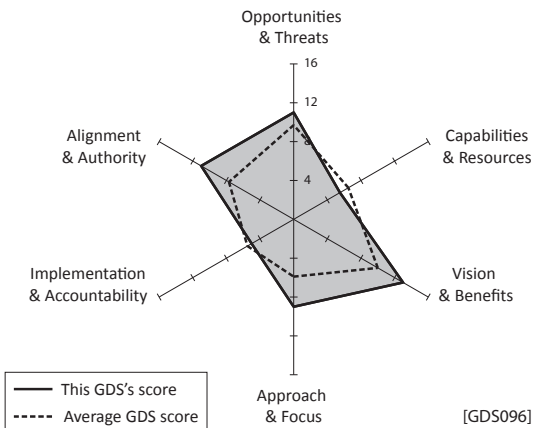 Opportunities
& Threats
16
12
8
4
Alignment
& Authority
Capabilities
& Resources
Implementation
& Accountability
Vision
& Benefits
Approach
& Focus
This GDS's score
Average GDS score
[GDS096]